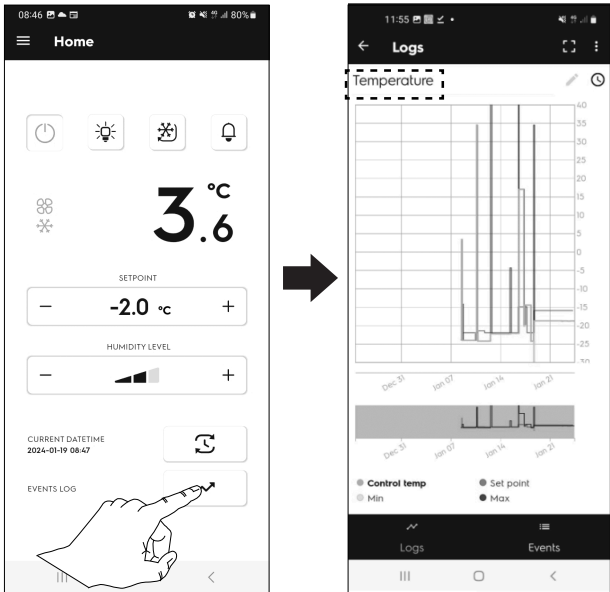 08:46 80%
Home
3.6 °C
SETPOINT
− -2.0 °C +
HUMIDITY LEVEL
− +
CURRENT DATETIME
2024-01-19 08:47
EVENTS LOG
11:55
Logs
Temperature
40
35
30
25
20
15
10
5
0
-5
-10
-15
-20
-25
-30
Dec 31 Jan 07 Jan 14 Jan 21
Dec 31 Jan 07 Jan 14 Jan 21
Control temp Set point
Min Max
Logs Events